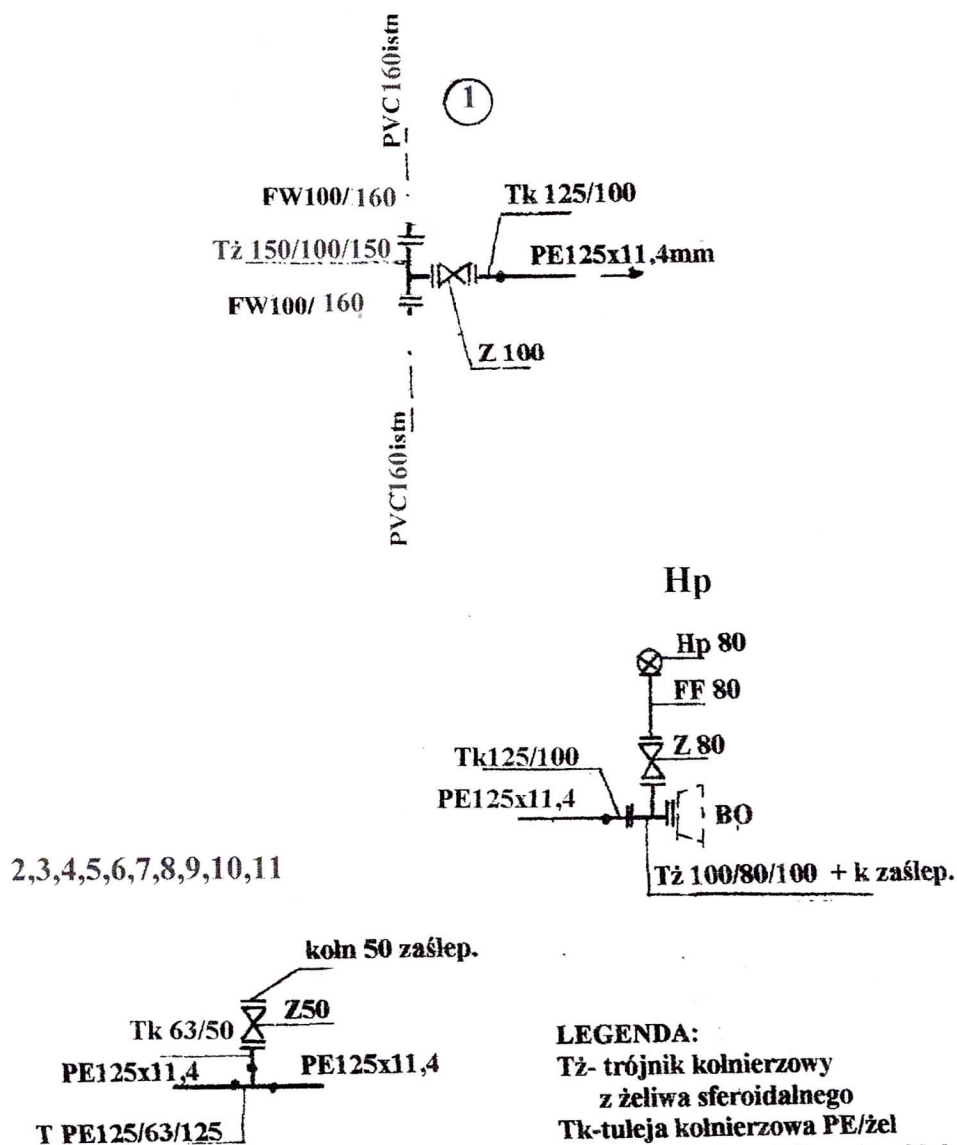 PVC160istn
1
FW100/ 160
Tk 125/100
Tż 150/100/150
PE125x11,4mm
FW100/ 160
Z 100
PVC160istn
Hp
Hp 80
FF 80
Z 80
Tk125/100
PE125x11,4
BO
Tż 100/80/100 + k zaślep.
2,3,4,5,6,7,8,9,10,11
kołn 50 zaślep.
Z50
Tk 63/50
PE125x11,4
PE125x11,4
T PE125/63/125
LEGENDA:
Tż- trójnik kołnierzowy
z żeliwa sferoidalnego
Tk-tuleja kołnierzowa PE/żel